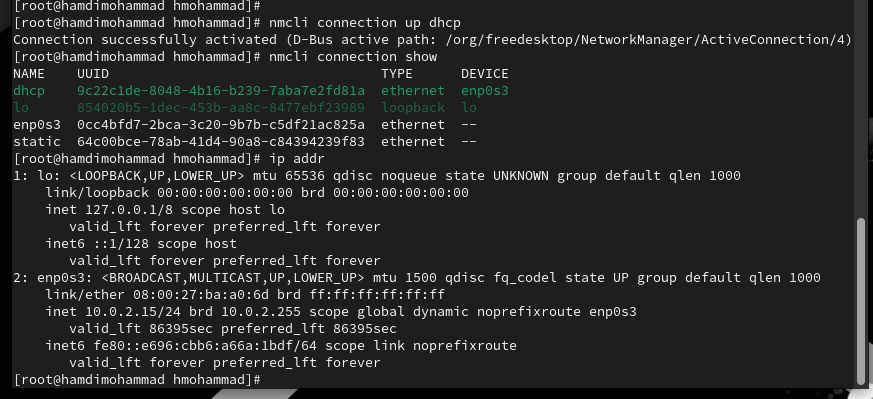 [root@hamdimohammad hmohammad]#
[root@hamdimohammad hmohammad]# nmcli connection up dhcp
Connection successfully activated (D-Bus active path: /org/freedesktop/NetworkManager/ActiveConnection/4)
[root@hamdimohammad hmohammad]# nmcli connection show
NAME    UUID                                  TYPE      DEVICE
dhcp    9c22c1de-8048-4b16-b239-7aba7e2fd81a  ethernet  enp0s3
lo      854020b5-1dec-453b-aa8c-8477ebf23989  loopback  lo
enp0s3  0cc4bfd7-2bca-3c20-9b7b-c5df21ac825a  ethernet  --
static  64c00bce-78ab-41d4-90a8-c84394239f83  ethernet  --
[root@hamdimohammad hmohammad]# ip addr
1: lo: <LOOPBACK,UP,LOWER_UP> mtu 65536 qdisc noqueue state UNKNOWN group default qlen 1000
    link/loopback 00:00:00:00:00:00 brd 00:00:00:00:00:00
    inet 127.0.0.1/8 scope host lo
       valid_lft forever preferred_lft forever
    inet6 ::1/128 scope host
       valid_lft forever preferred_lft forever
2: enp0s3: <BROADCAST,MULTICAST,UP,LOWER_UP> mtu 1500 qdisc fq_codel state UP group default qlen 1000
    link/ether 08:00:27:ba:a0:6d brd ff:ff:ff:ff:ff:ff
    inet 10.0.2.15/24 brd 10.0.2.255 scope global dynamic noprefixroute enp0s3
       valid_lft 86395sec preferred_lft 86395sec
    inet6 fe80::e696:cbb6:a66a:1bdf/64 scope link noprefixroute
       valid_lft forever preferred_lft forever
[root@hamdimohammad hmohammad]#